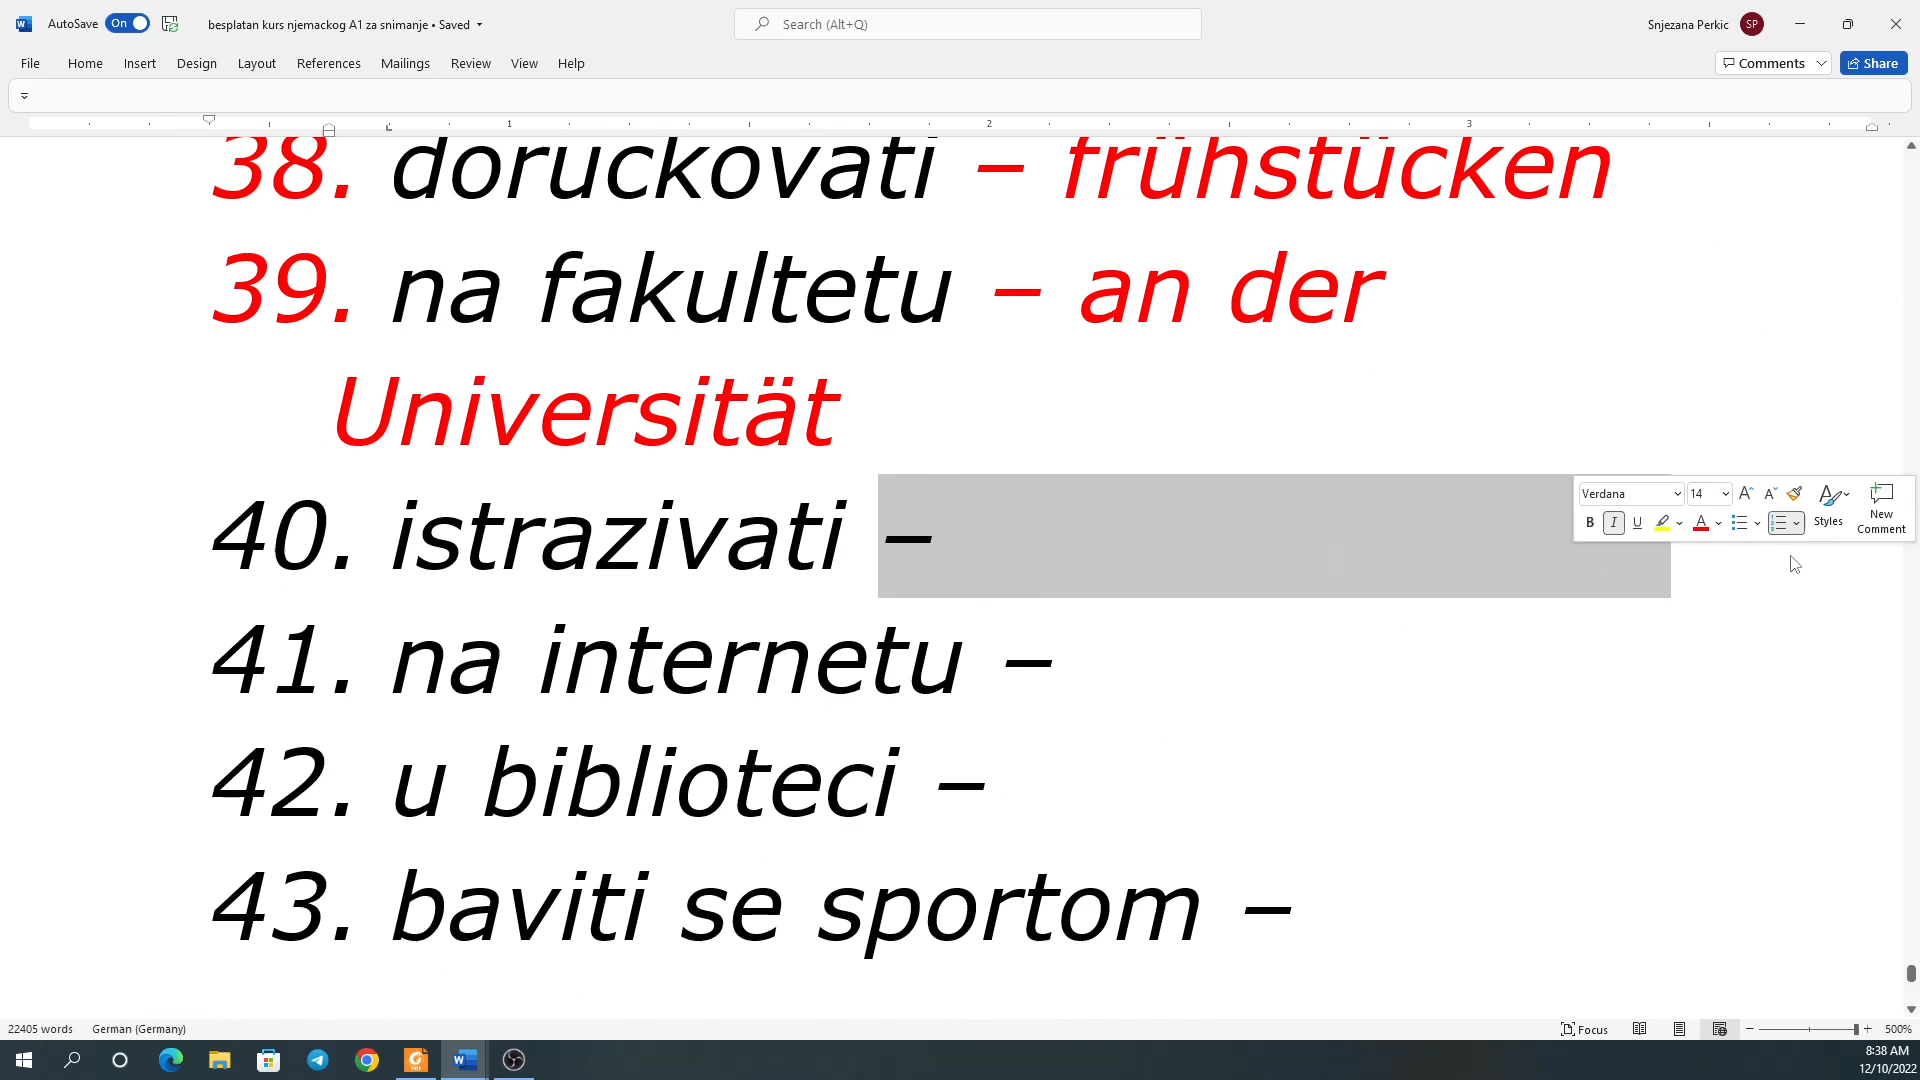 AutoSave On besplatan kurs njemackog A1 za snimanje • Saved Search (Alt+Q) Snjezana Perkic SP
File Home Insert Design Layout References Mailings Review View Help Comments Share
1 2 3
38. doruckovati – frühstücken
39. na fakultetu – an der
Universität
40. istrazivati –
Verdana 14 Styles New Comment
41. na internetu –
42. u biblioteci –
43. baviti se sportom –
22405 words German (Germany) Focus 500%
8:38 AM
12/10/2022